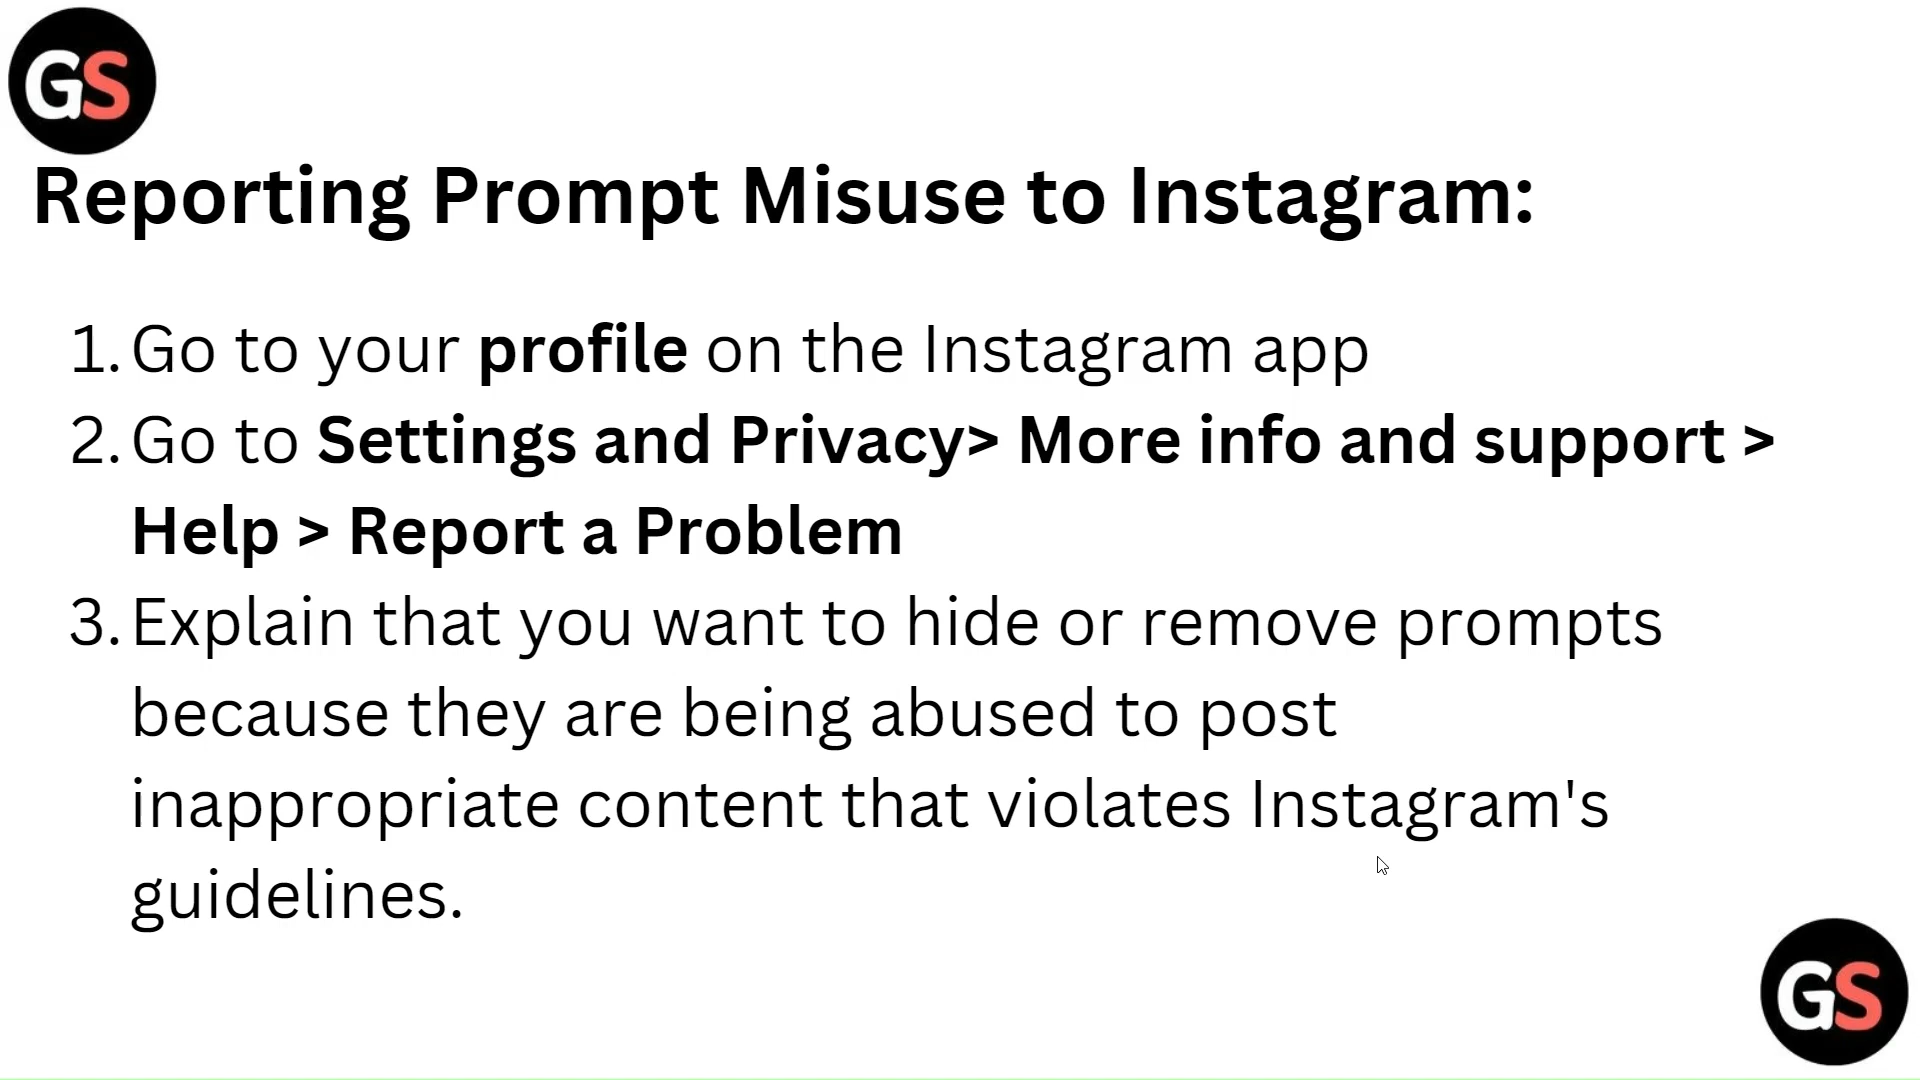 GS
Reporting Prompt Misuse to Instagram:
1. Go to your profile on the Instagram app
2. Go to Settings and Privacy> More info and support >
Help > Report a Problem
3. Explain that you want to hide or remove prompts
because they are being abused to post
inappropriate content that violates Instagram's
guidelines.
GS